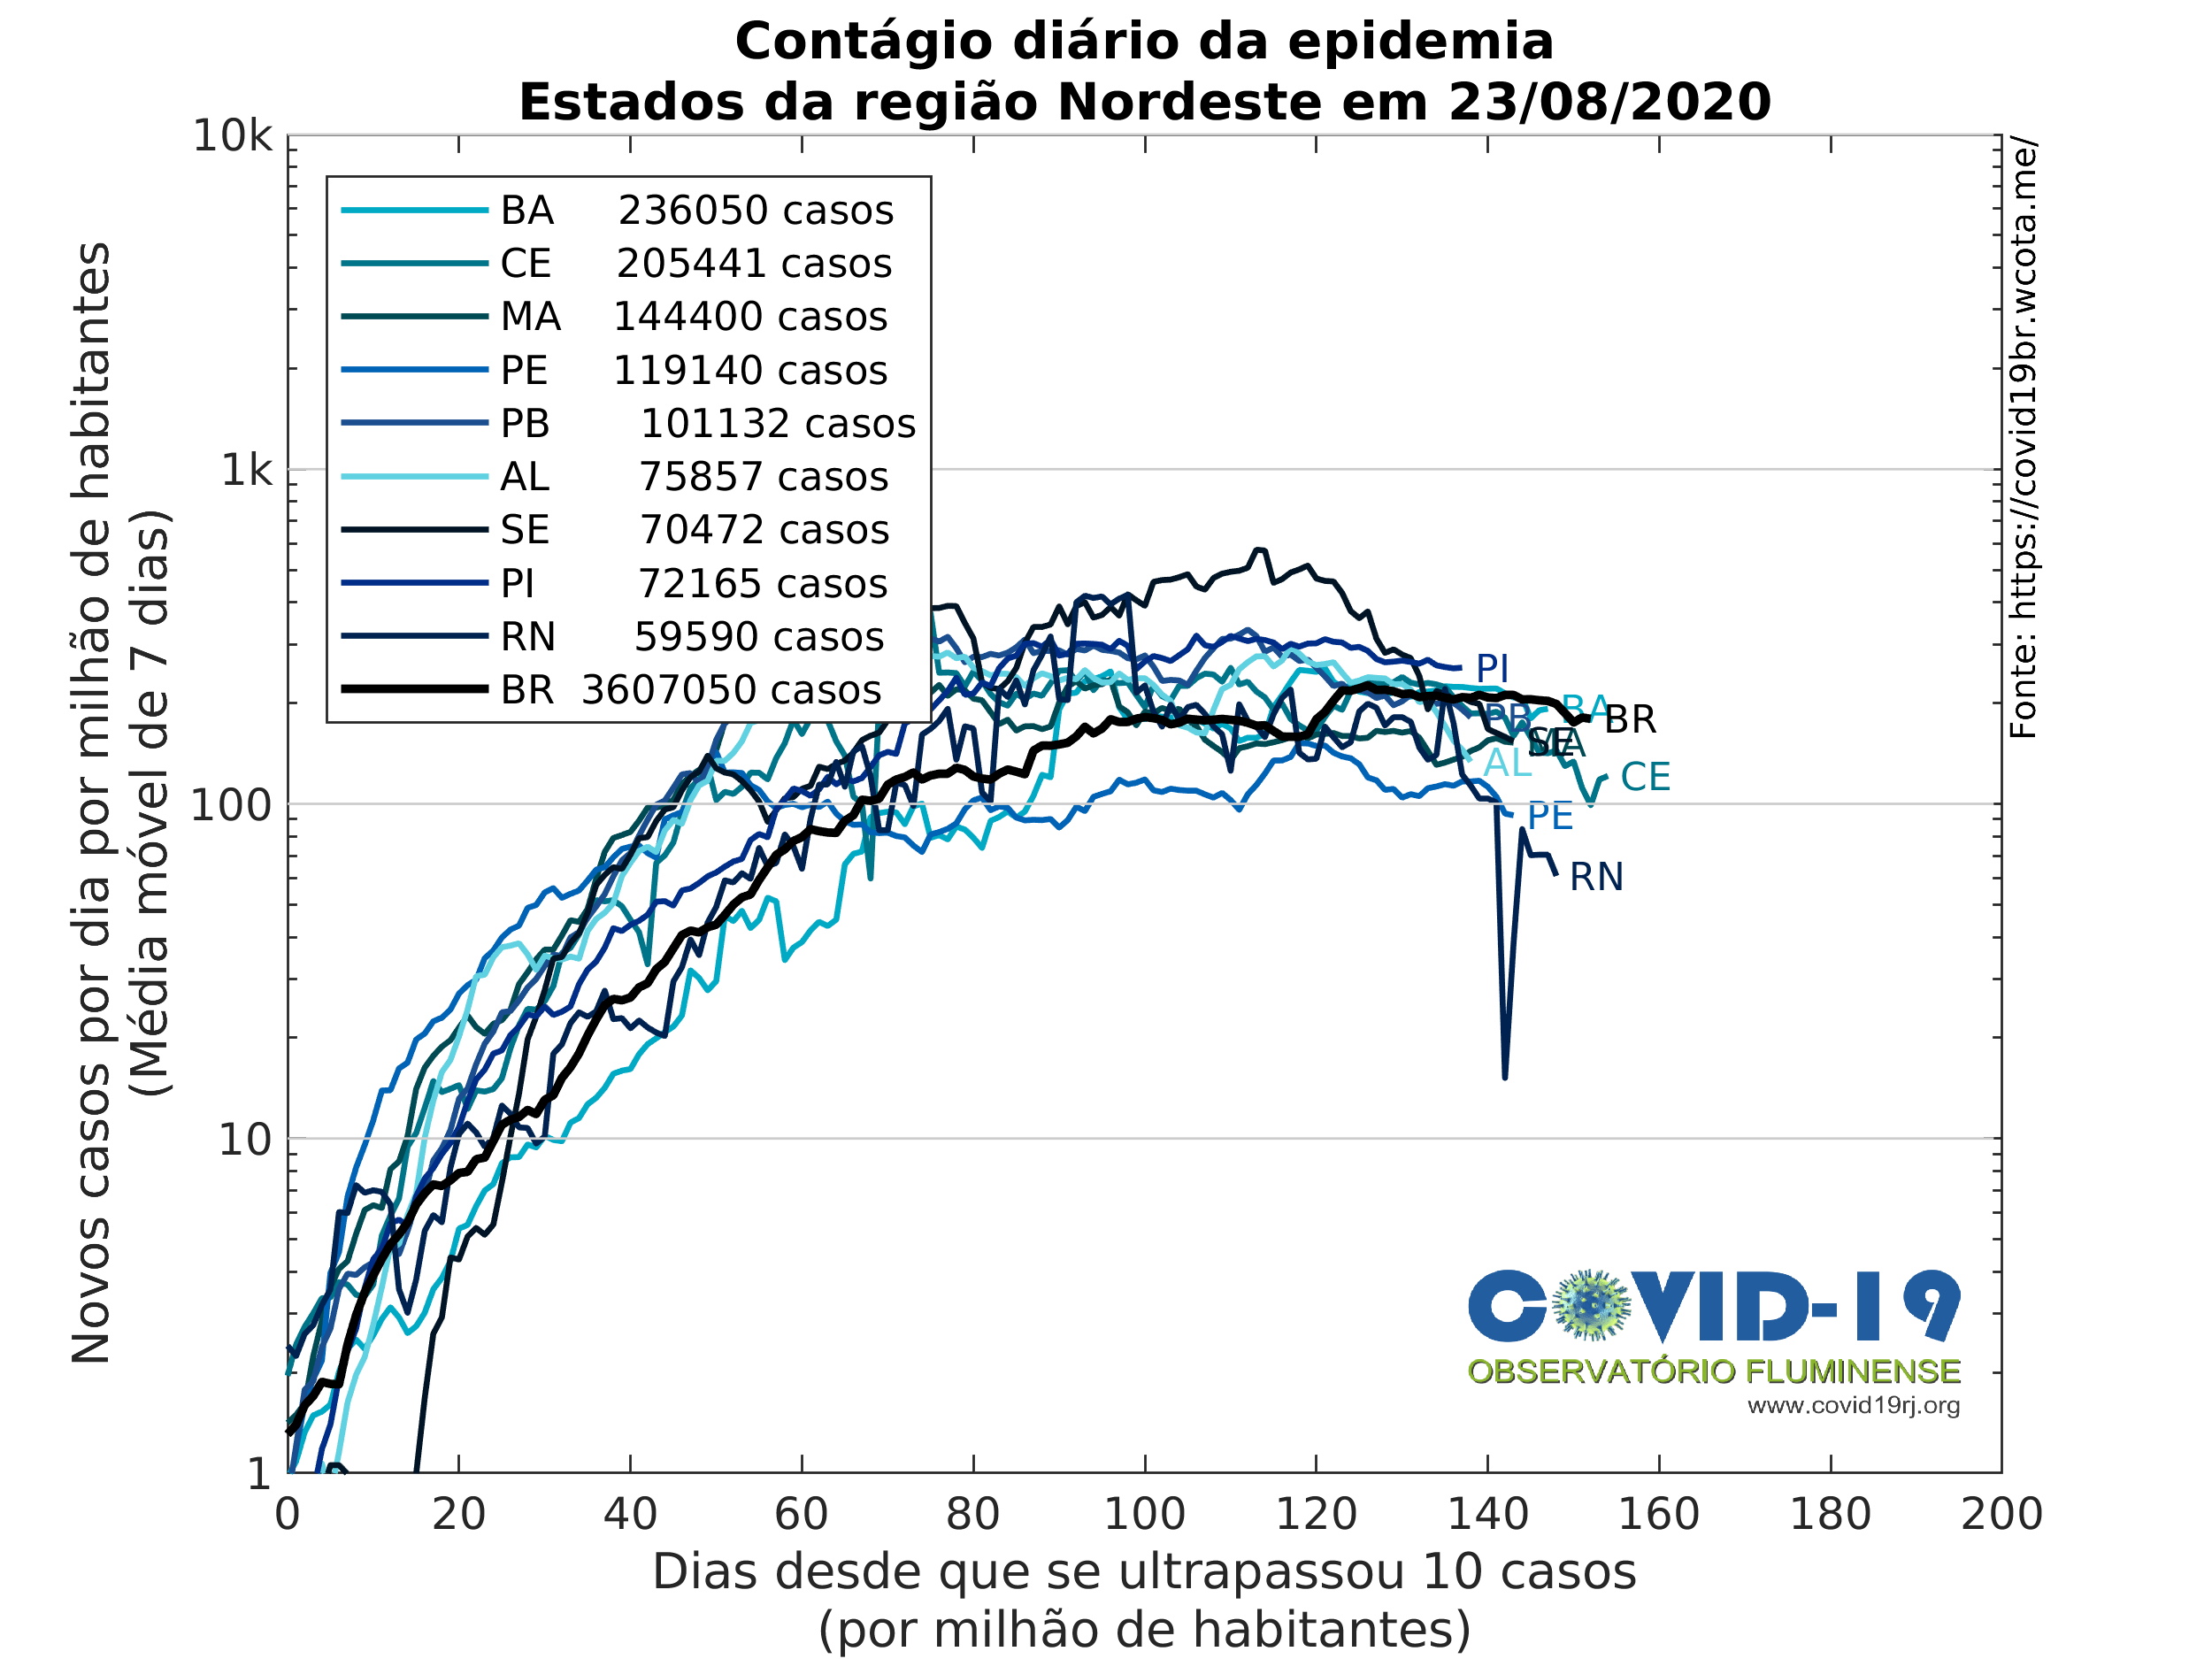 Contágio diário da epidemia
Estados da região Nordeste em 23/08/2020
Novos casos por dia por milhão de habitantes
(Média móvel de 7 dias)
10k
1k
100
10
1
BA 236050 casos
CE 205441 casos
MA 144400 casos
PE 119140 casos
PB 101132 casos
AL 75857 casos
SE 70472 casos
PI 72165 casos
RN 59590 casos
BR 3607050 casos
PI
BA
PB
BR
SE
MA
AL
CE
PE
RN
Fonte: https://covid19br.wcota.me/
COVID-19
OBSERVATÓRIO FLUMINENSE
www.covid19rj.org
0 20 40 60 80 100 120 140 160 180 200
Dias desde que se ultrapassou 10 casos
(por milhão de habitantes)